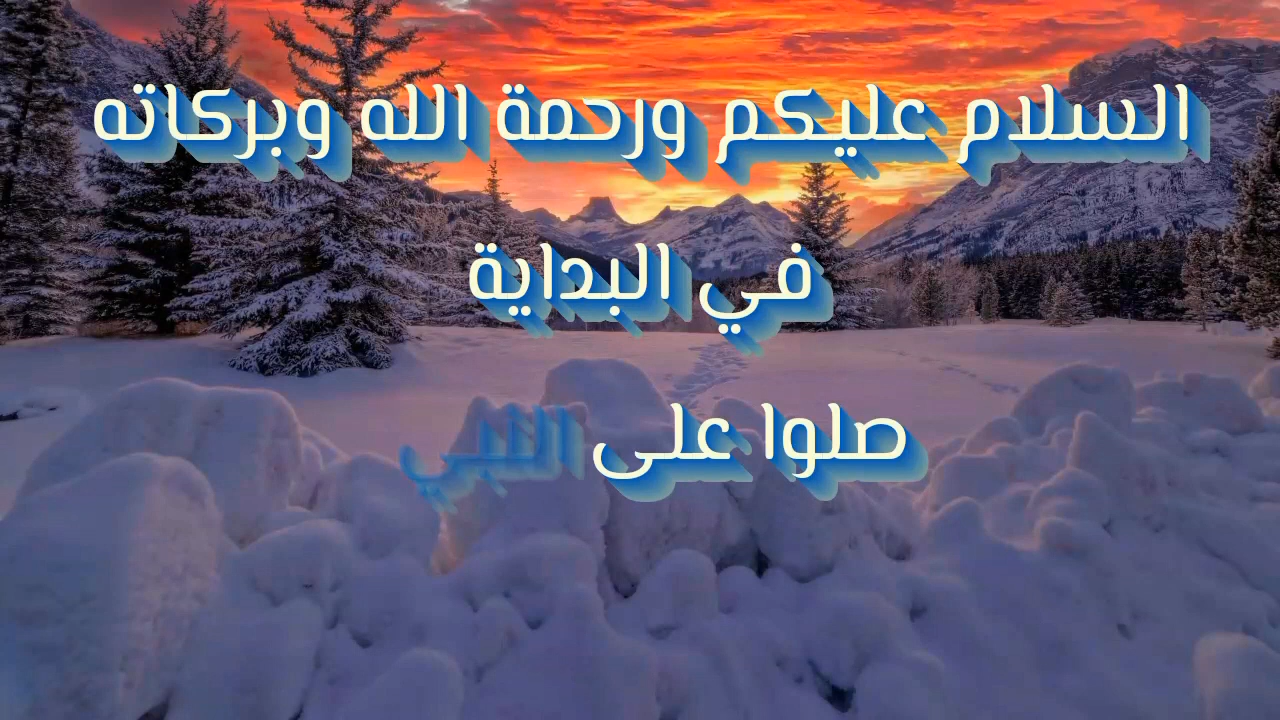 السلام عليكم ورحمة الله وبركاته
في البداية
صلوا على النبي